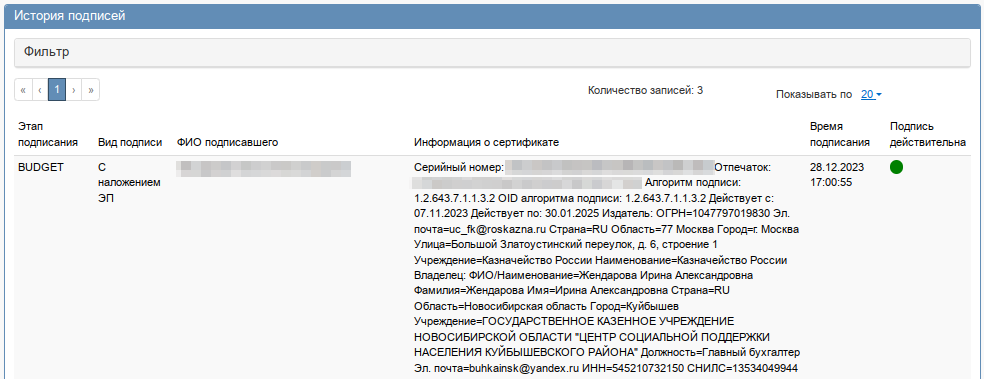 История подписей
Фильтр
« ‹ 1 › »
Количество записей: 3
Показывать по 20
Этап подписания
Вид подписи
ФИО подписавшего
Информация о сертификате
Время подписания
Подпись действительна
BUDGET
С
наложением
ЭП
Серийный номер: Отпечаток:
Алгоритм подписи:
1.2.643.7.1.1.3.2 OID алгоритма подписи: 1.2.643.7.1.1.3.2 Действует с:
07.11.2023 Действует по: 30.01.2025 Издатель: ОГРН=1047797019830 Эл.
почта=uc_fk@roskazna.ru Страна=RU Область=77 Москва Город=г. Москва
Улица=Большой Златоустинский переулок, д. 6, строение 1
Учреждение=Казначейство России Наименование=Казначейство России
Владелец: ФИО/Наименование=Жендарова Ирина Александровна
Фамилия=Жендарова Имя=Ирина Александровна Страна=RU
Область=Новосибирская область Город=Куйбышев
Учреждение=ГОСУДАРСТВЕННОЕ КАЗЕННОЕ УЧРЕЖДЕНИЕ
НОВОСИБИРСКОЙ ОБЛАСТИ "ЦЕНТР СОЦИАЛЬНОЙ ПОДДЕРЖКИ
НАСЕЛЕНИЯ КУЙБЫШЕВСКОГО РАЙОНА" Должность=Главный бухгалтер
Эл. почта=buhkainsk@yandex.ru ИНН=545210732150 СНИЛС=13534049944
28.12.2023
17:00:55